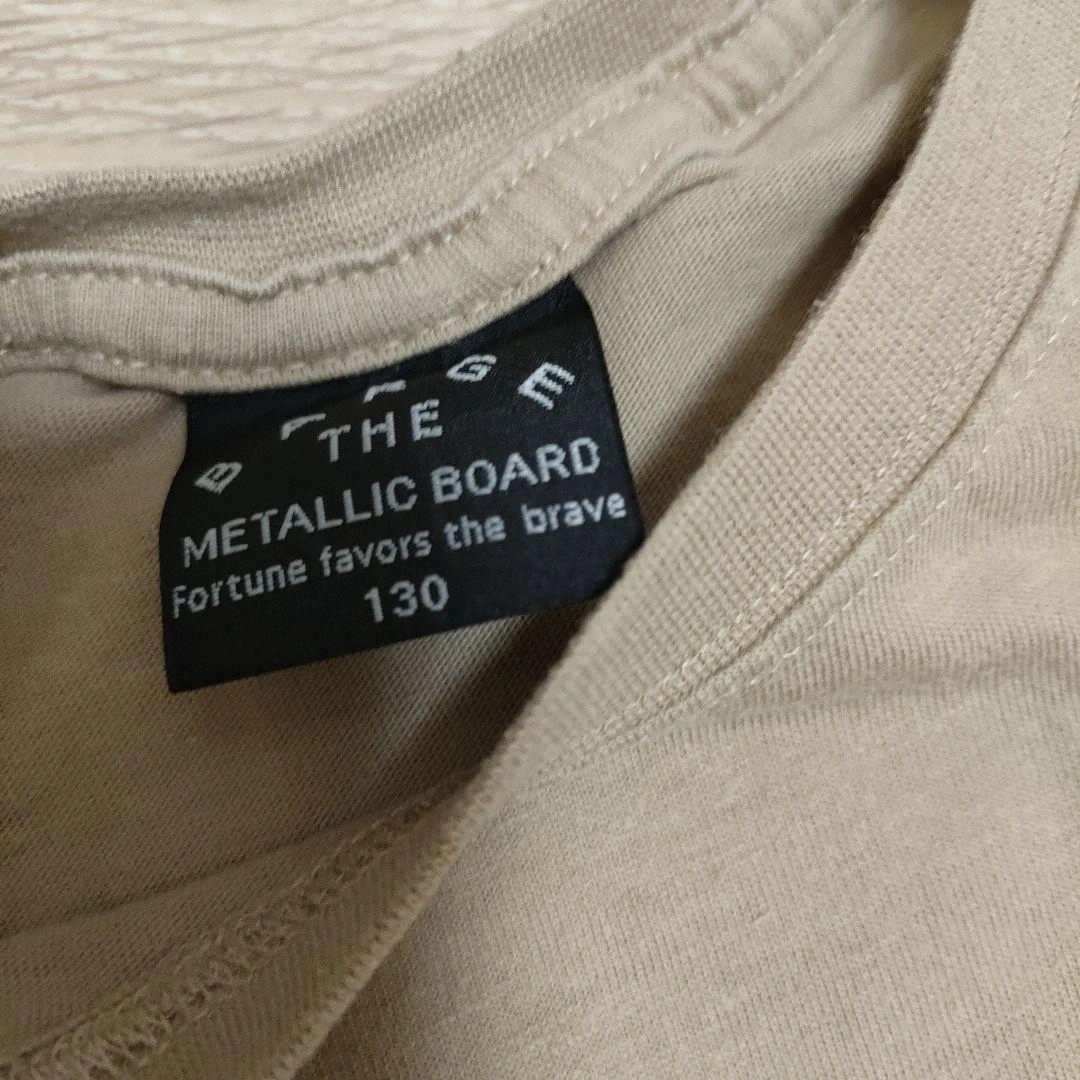 THE
METALLIC BOARD
Fortune favors the brave
130